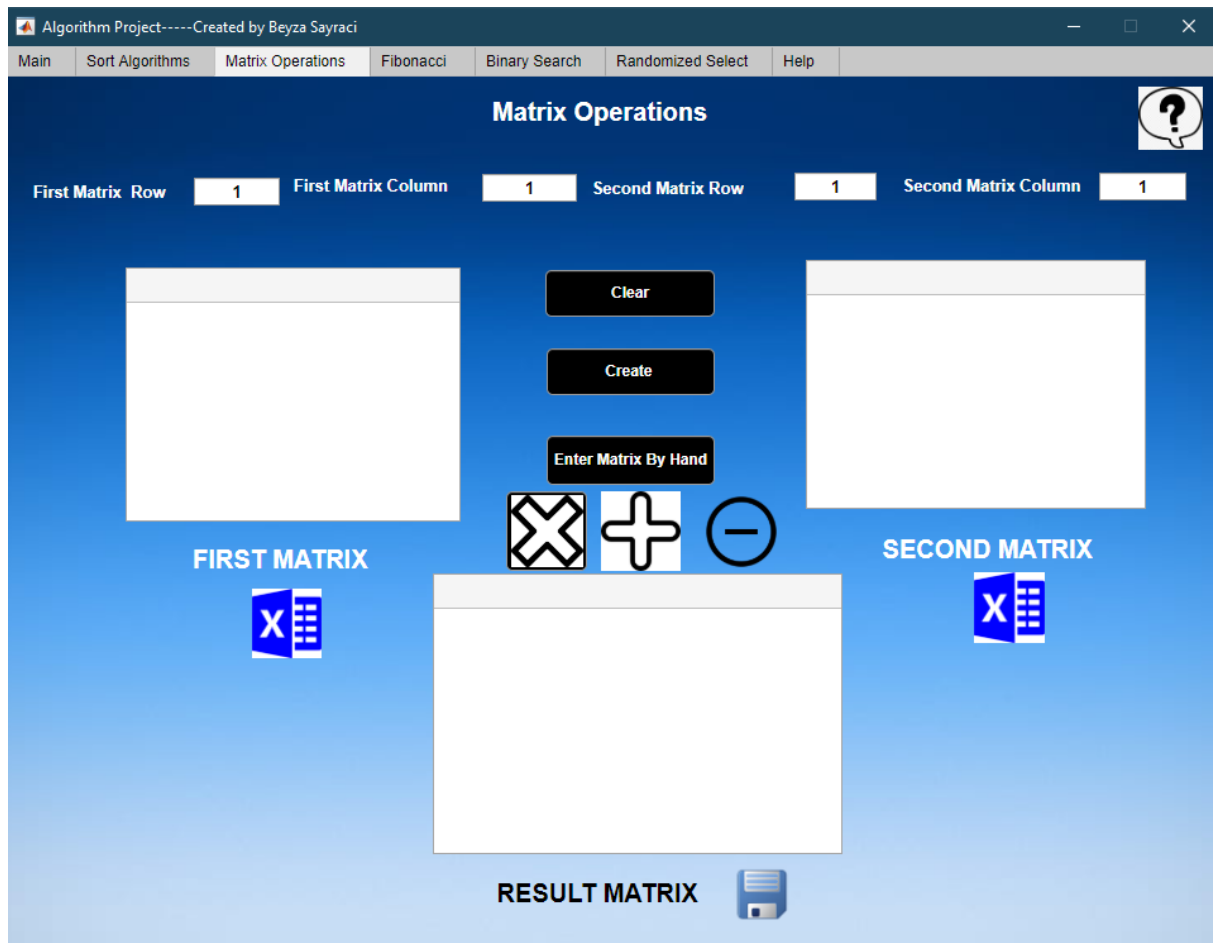 Algorithm Project-----Created by Beyza Sayraci
Main Sort Algorithms Matrix Operations Fibonacci Binary Search Randomized Select Help
Matrix Operations
?
First Matrix Row 1 First Matrix Column 1 Second Matrix Row 1 Second Matrix Column 1
Clear
Create
Enter Matrix By Hand
FIRST MATRIX
SECOND MATRIX
X
X
RESULT MATRIX